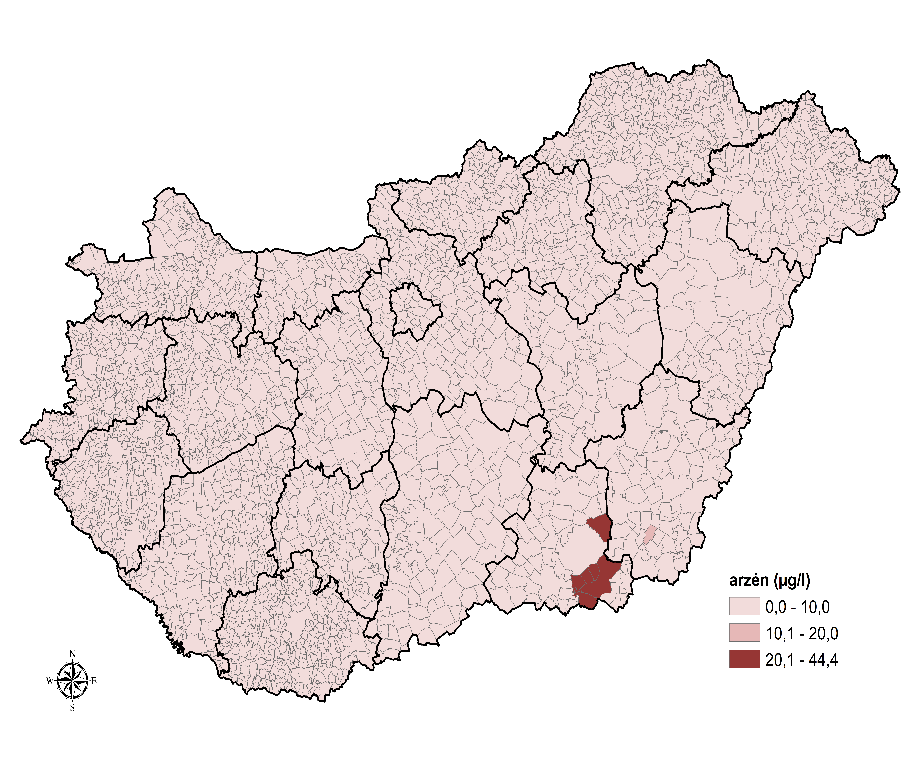 arzén (µg/l)
0,0 - 10,0
10,1 - 20,0
20,1 - 44,4
N
W E
S